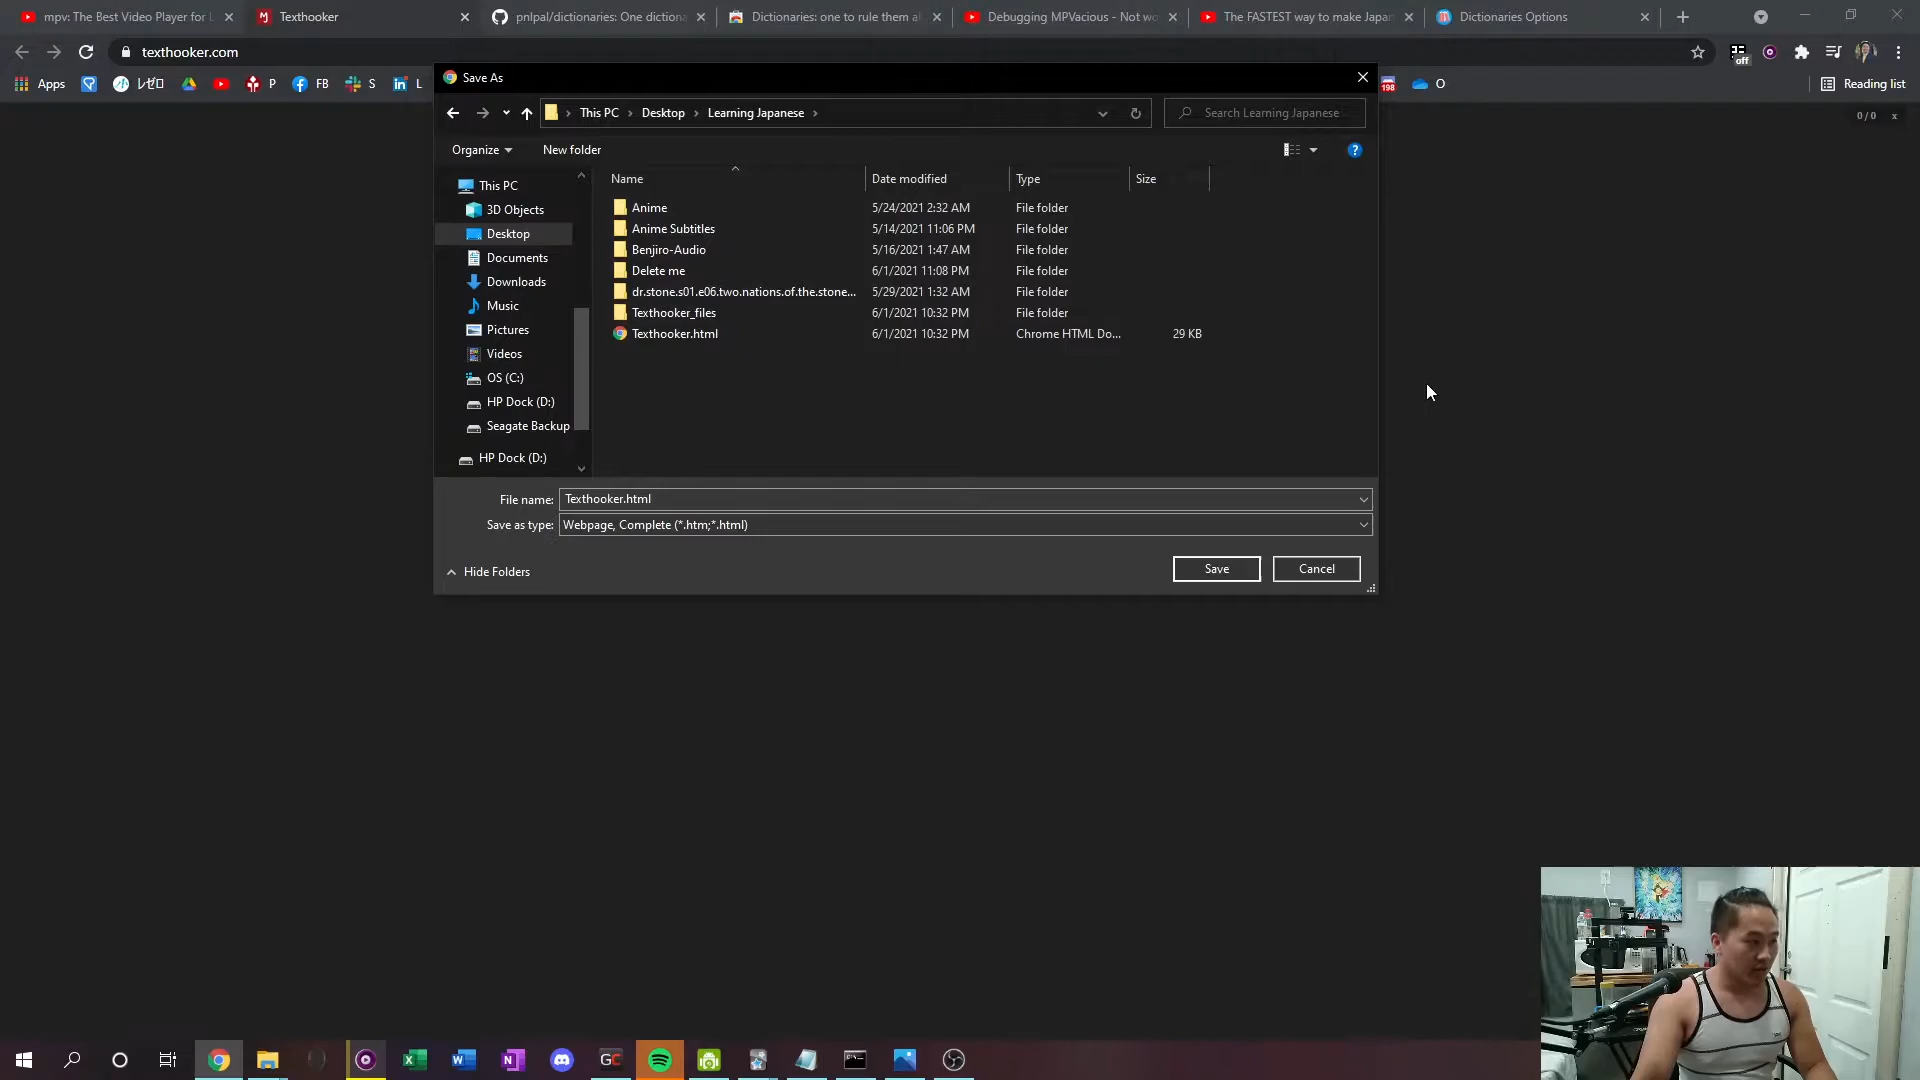 mpv: The Best Video Player for L
Texthooker
pnlpal/dictionaries: One dictiona
Dictionaries: one to rule them al
Debugging MPVacious - Not wo
The FASTEST way to make Japan
Dictionaries Options
texthooker.com
off
Apps
レゼロ
P
FB
S
L
198
O
Reading list
0 / 0 x
Save As
This PC > Desktop > Learning Japanese >
Search Learning Japanese
Organize
New folder
Name Date modified Type Size
This PC
3D Objects
Desktop
Documents
Downloads
Music
Pictures
Videos
OS (C:)
HP Dock (D:)
Seagate Backup
HP Dock (D:)
Anime 5/24/2021 2:32 AM File folder
Anime Subtitles 5/14/2021 11:06 PM File folder
Benjiro-Audio 5/16/2021 1:47 AM File folder
Delete me 6/1/2021 11:08 PM File folder
dr.stone.s01.e06.two.nations.of.the.stone... 5/29/2021 1:32 AM File folder
Texthooker_files 6/1/2021 10:32 PM File folder
Texthooker.html 6/1/2021 10:32 PM Chrome HTML Do... 29 KB
File name: Texthooker.html
Save as type: Webpage, Complete (*.htm;*.html)
Hide Folders
Save
Cancel
GC